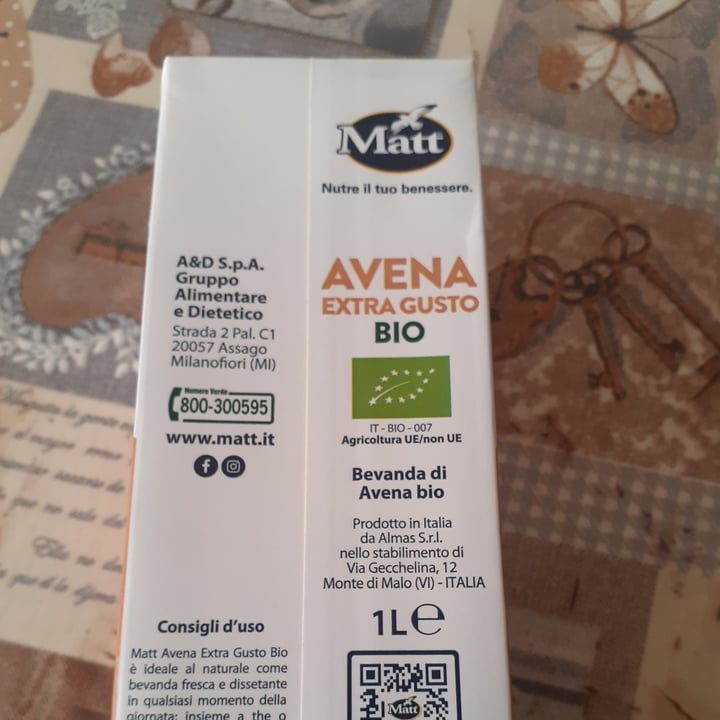 A&D S.p.A.
Gruppo
Alimentare
e Dietetico
Strada 2 Pal. C1
20057 Assago
Milanofiori (MI)
Numero Verde
800-300595
www.matt.it
Consigli d'uso
Matt Avena Extra Gusto Bio
è ideale al naturale come
bevanda fresca e dissetante
in qualsiasi momento della
giornata: insieme a the o
Matt
Nutre il tuo benessere.
AVENA
EXTRA GUSTO
BIO
IT - BIO - 007
Agricoltura UE/non UE
Bevanda di
Avena bio
Prodotto in Italia
da Almas S.r.l.
nello stabilimento di
Via Gecchelina, 12
Monte di Malo (VI) - ITALIA
1L e
Matt